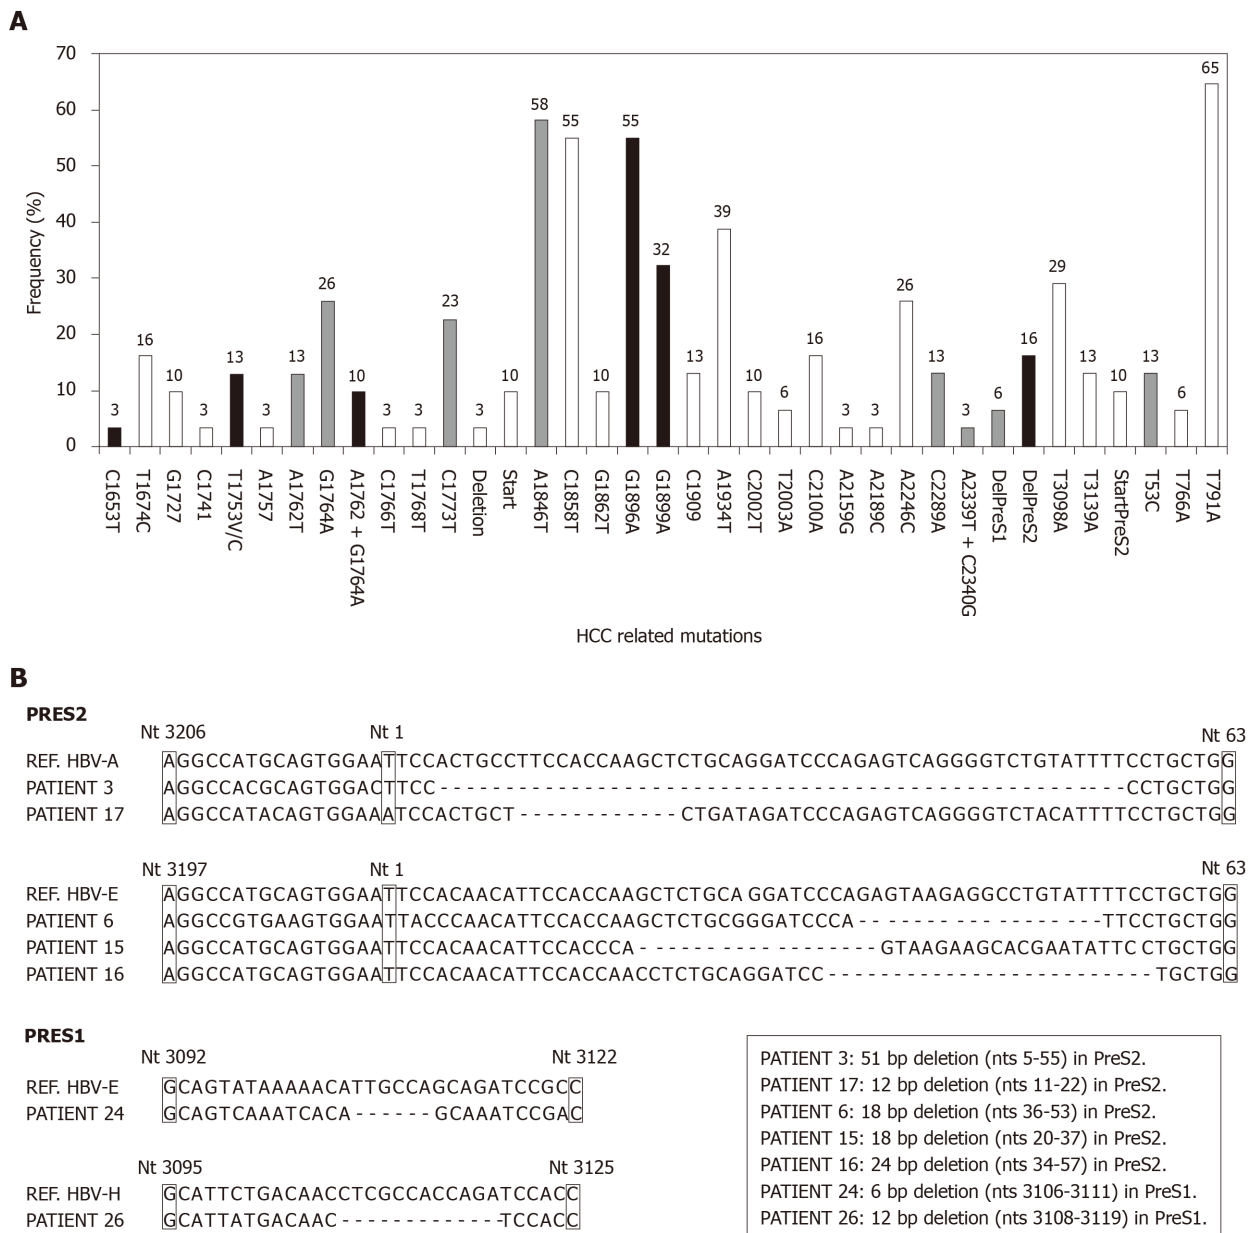 A
70
60
50
40
30
20
10
0
Frequency (%)
3
16
10
3
13
3
13
26
10
3
3
23
3
10
58
55
10
55
32
13
39
10
6
16
3
3
26
13
3
6
16
29
13
10
13
6
65
C1653T
T1674C
G1727
C1741
T1753V/C
A1757
A1762T
G1764A
A1762 + G1764A
C1766T
T1768T
C1773T
Deletion
Start
A1846T
C1858T
G1862T
G1896A
G1899A
C1909
A1934T
C2002T
T2003A
C2100A
A2159G
A2189C
A2246C
C2289A
A2339T + C2340G
DelPreS1
DelPreS2
T3098A
T3139A
StartPreS2
T53C
T766A
T791A
HCC related mutations
B
PRES2
Nt 3206 Nt 1 Nt 63
REF. HBV-A AGGCCATGCAGTGGAATTCCACTGCCTTCCACCAAGCTCTGCAGGATCCCAGAGTCAGGGGTCTGTATTTTCCTGCTGG
PATIENT 3 AGGCCACGCAGTGGACTTCC - - - - - - - - - - - - - - - - - - - - - - - - - - - - - - - - - - - - - - - - - - - - - - - - - - - CCTGCTGG
PATIENT 17 AGGCCATACAGTGGAAATCCACTGCT - - - - - - - - - - - - CTGATAGATCCCAGAGTCAGGGGTCTACATTTTCCTGCTGG
Nt 3197 Nt 1 Nt 63
REF. HBV-E AGGCCATGCAGTGGAATTCCACAACATTCCACCAAGCTCTGCA GGATCCCAGAGTAAGAGGCCTGTATTTTCCTGCTGG
PATIENT 6 AGGCCGTGAAGTGGAATTACCCAACATTCCACCAAGCTCTGCGGGATCCCA - - - - - - - - - - - - - - - - - - TTCCTGCTGG
PATIENT 15 AGGCCATGCAGTGGAATTCCACAACATTCCACCCA - - - - - - - - - - - - - - - - - - GTAAGAAGCACGAATATTC CTGCTGG
PATIENT 16 AGGCCATGCAGTGGAATTCCACAACATTCCACCAACCTCTGCAGGATCC - - - - - - - - - - - - - - - - - - - - - - - - TGCTGG
PRES1
Nt 3092 Nt 3122
REF. HBV-E GCAGTATAAAAACATTGCCAGCAGATCCGCC
PATIENT 24 GCAGTCAAATCACA - - - - - - GCAAATCCGAC
Nt 3095 Nt 3125
REF. HBV-H GCATTCTGACAACCTCGCCACCAGATCCACC
PATIENT 26 GCATTATGACAAC - - - - - - - - - - - -TCCACC
PATIENT 3: 51 bp deletion (nts 5-55) in PreS2.
PATIENT 17: 12 bp deletion (nts 11-22) in PreS2.
PATIENT 6: 18 bp deletion (nts 36-53) in PreS2.
PATIENT 15: 18 bp deletion (nts 20-37) in PreS2.
PATIENT 16: 24 bp deletion (nts 34-57) in PreS2.
PATIENT 24: 6 bp deletion (nts 3106-3111) in PreS1.
PATIENT 26: 12 bp deletion (nts 3108-3119) in PreS1.